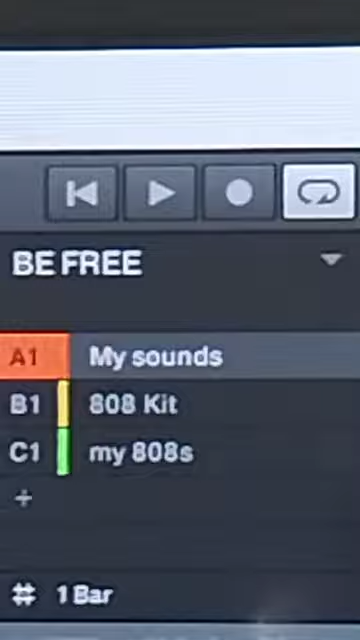 BE FREE
A1 My sounds
B1 808 Kit
C1 my 808s
+
# 1 Bar